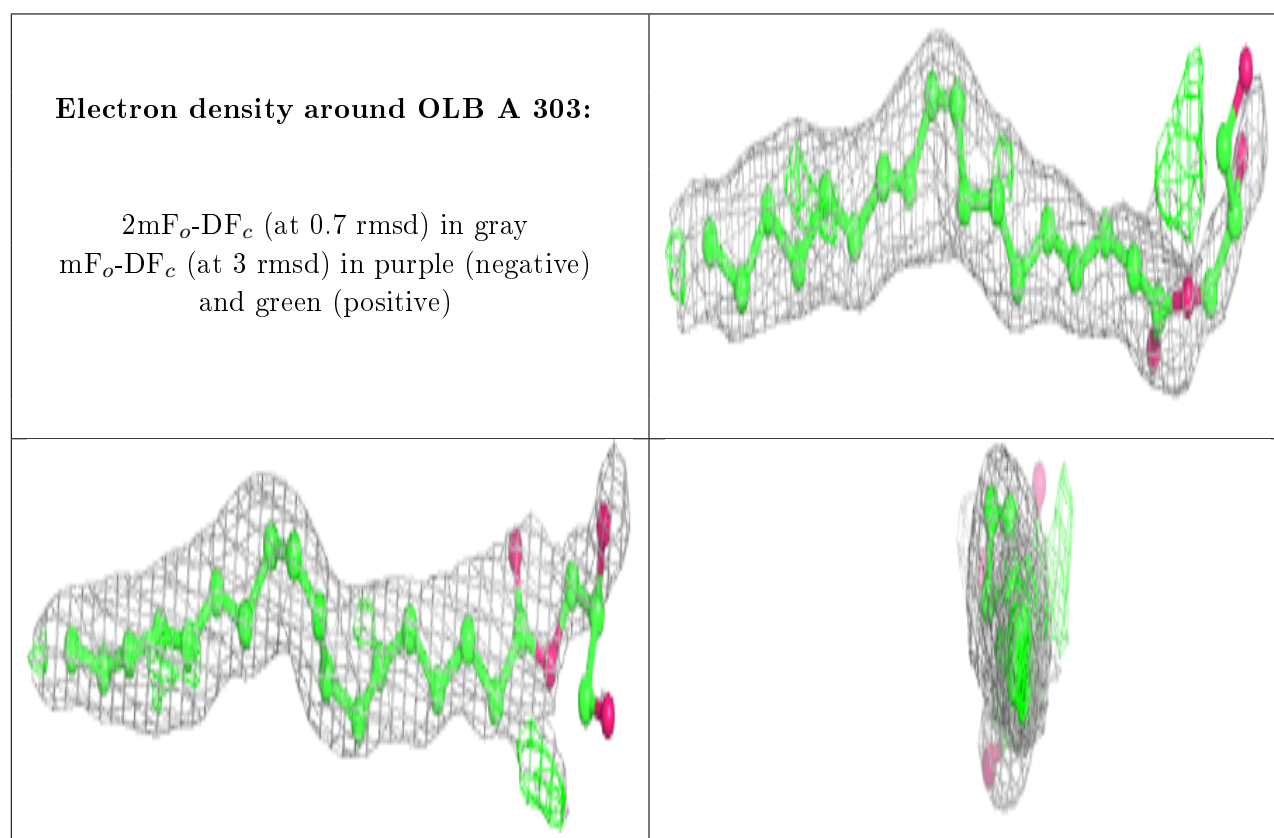 Electron density around OLB A 303:
2mFₒ-DF𝒸 (at 0.7 rmsd) in gray
mFₒ-DF𝒸 (at 3 rmsd) in purple (negative)
and green (positive)